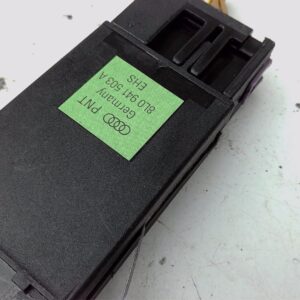 PNT
Germany
8L0 941 503 A
EHS